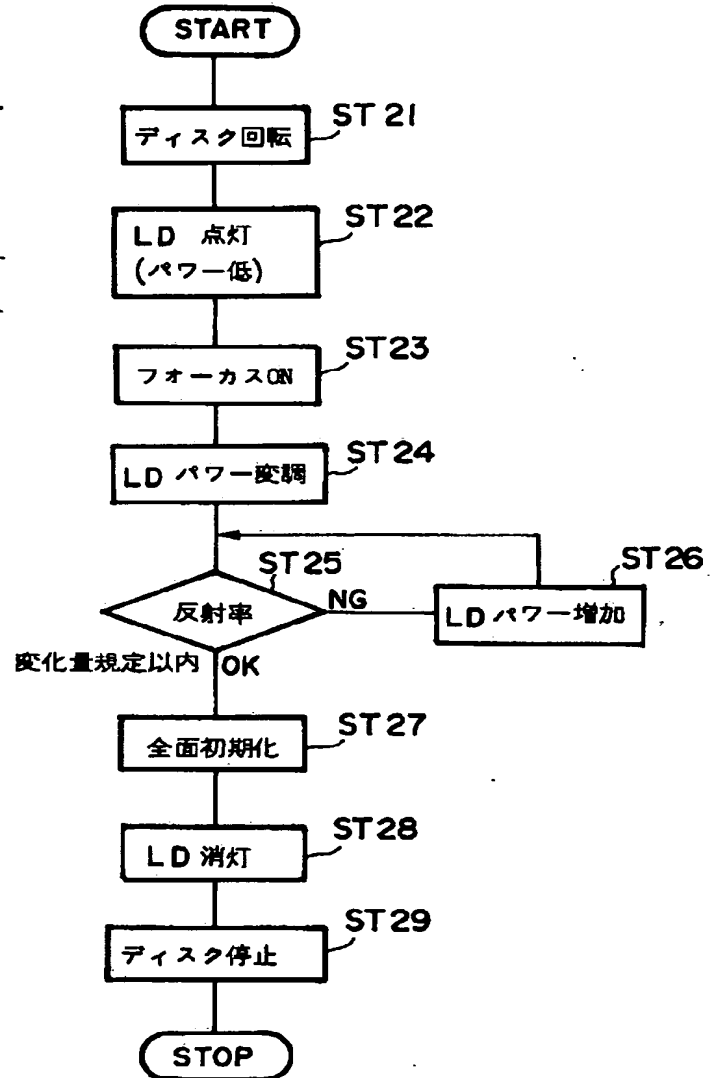 START
ST 21
ディスク回転
ST22
LD 点灯
(パワー低)
ST23
フォーカスON
ST24
LD パワー変調
ST25
ST26
反射率
NG
LD パワー増加
変化量規定以内
OK
ST27
全面初期化
ST28
LD 消灯
ST29
ディスク停止
STOP